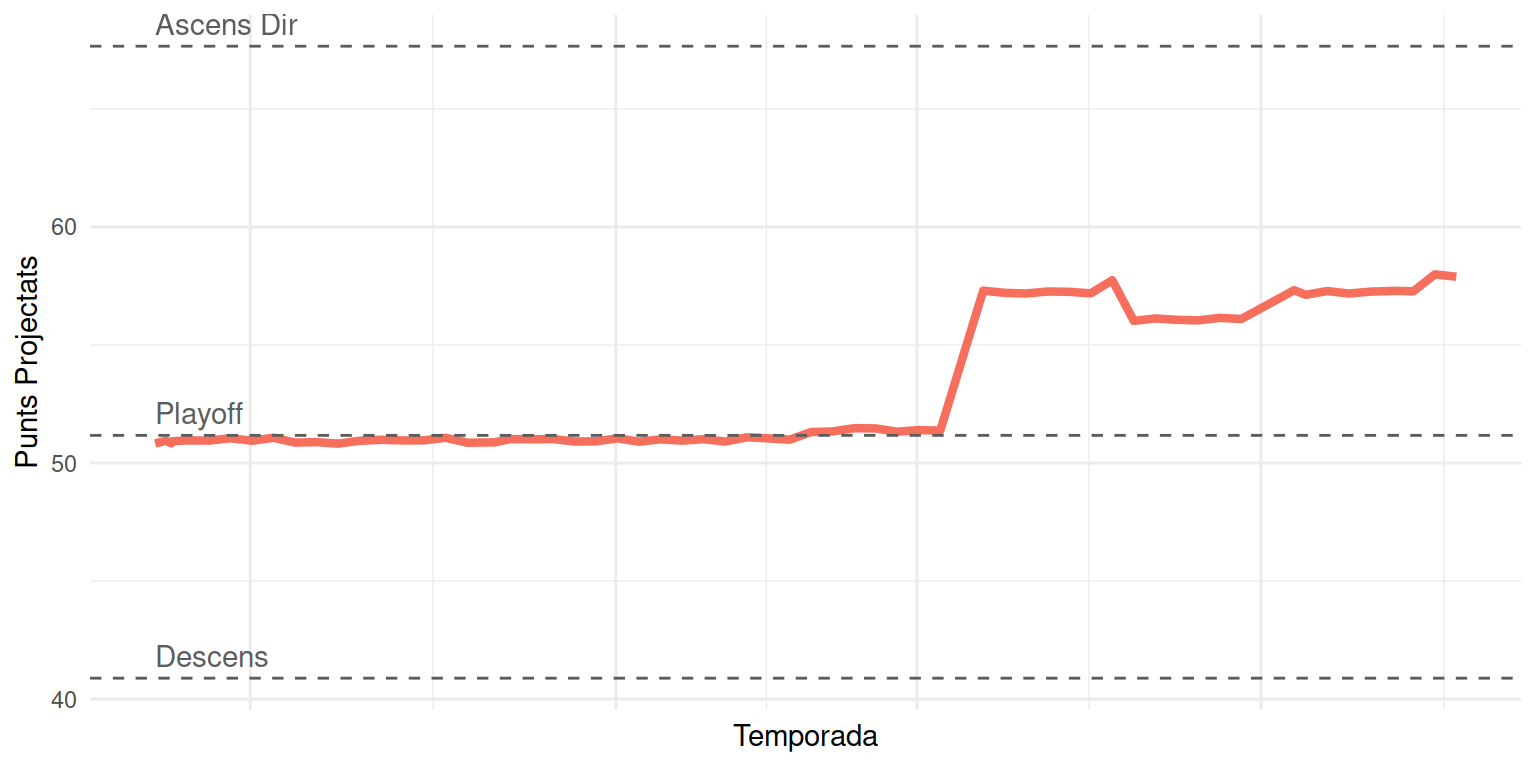 Ascens Dir
60
Playoff
50
Descens
40
Punts Projectats
Temporada